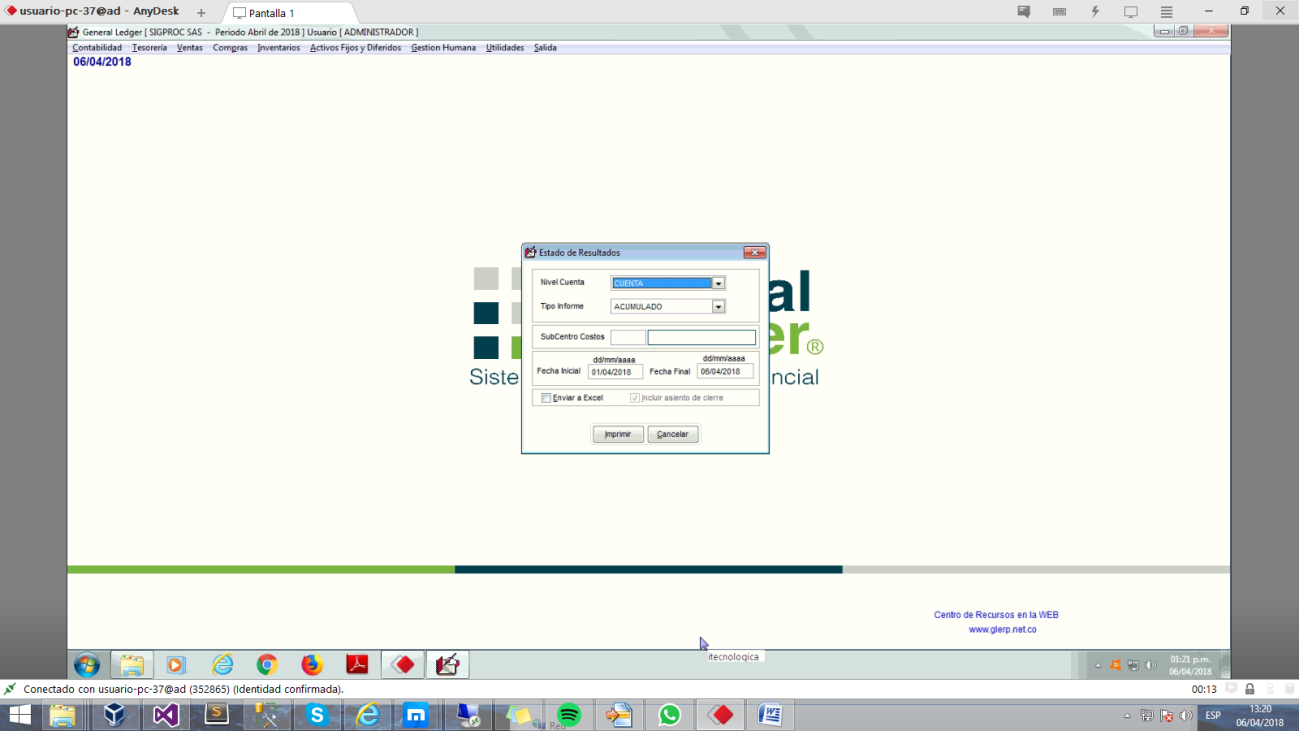 usuario-pc-37@ad - AnyDesk
Pantalla 1
General Ledger [ SIGPROC SAS - Periodo Abril de 2018 ] Usuario [ ADMINISTRADOR ]
Contabilidad Tesorería Ventas Compras Inventarios Activos Fijos y Diferidos Gestion Humana Utilidades Salida
06/04/2018
Estado de Resultados
Nivel Cuenta CUENTA
Tipo Informe ACUMULADO
SubCentro Costos
dd/mm/aaaa dd/mm/aaaa
Fecha Inicial 01/04/2018 Fecha Final 06/04/2018
Enviar a Excel Incluir asiento de cierre
Imprimir Cancelar
al
er®
Siste ncial
Centro de Recursos en la WEB
www.glerp.net.co
itecnologica
01:21 p.m.
06/04/2018
Conectado con usuario-pc-37@ad (352865) (Identidad confirmada). 00:13
Red
ESP
13:20
06/04/2018